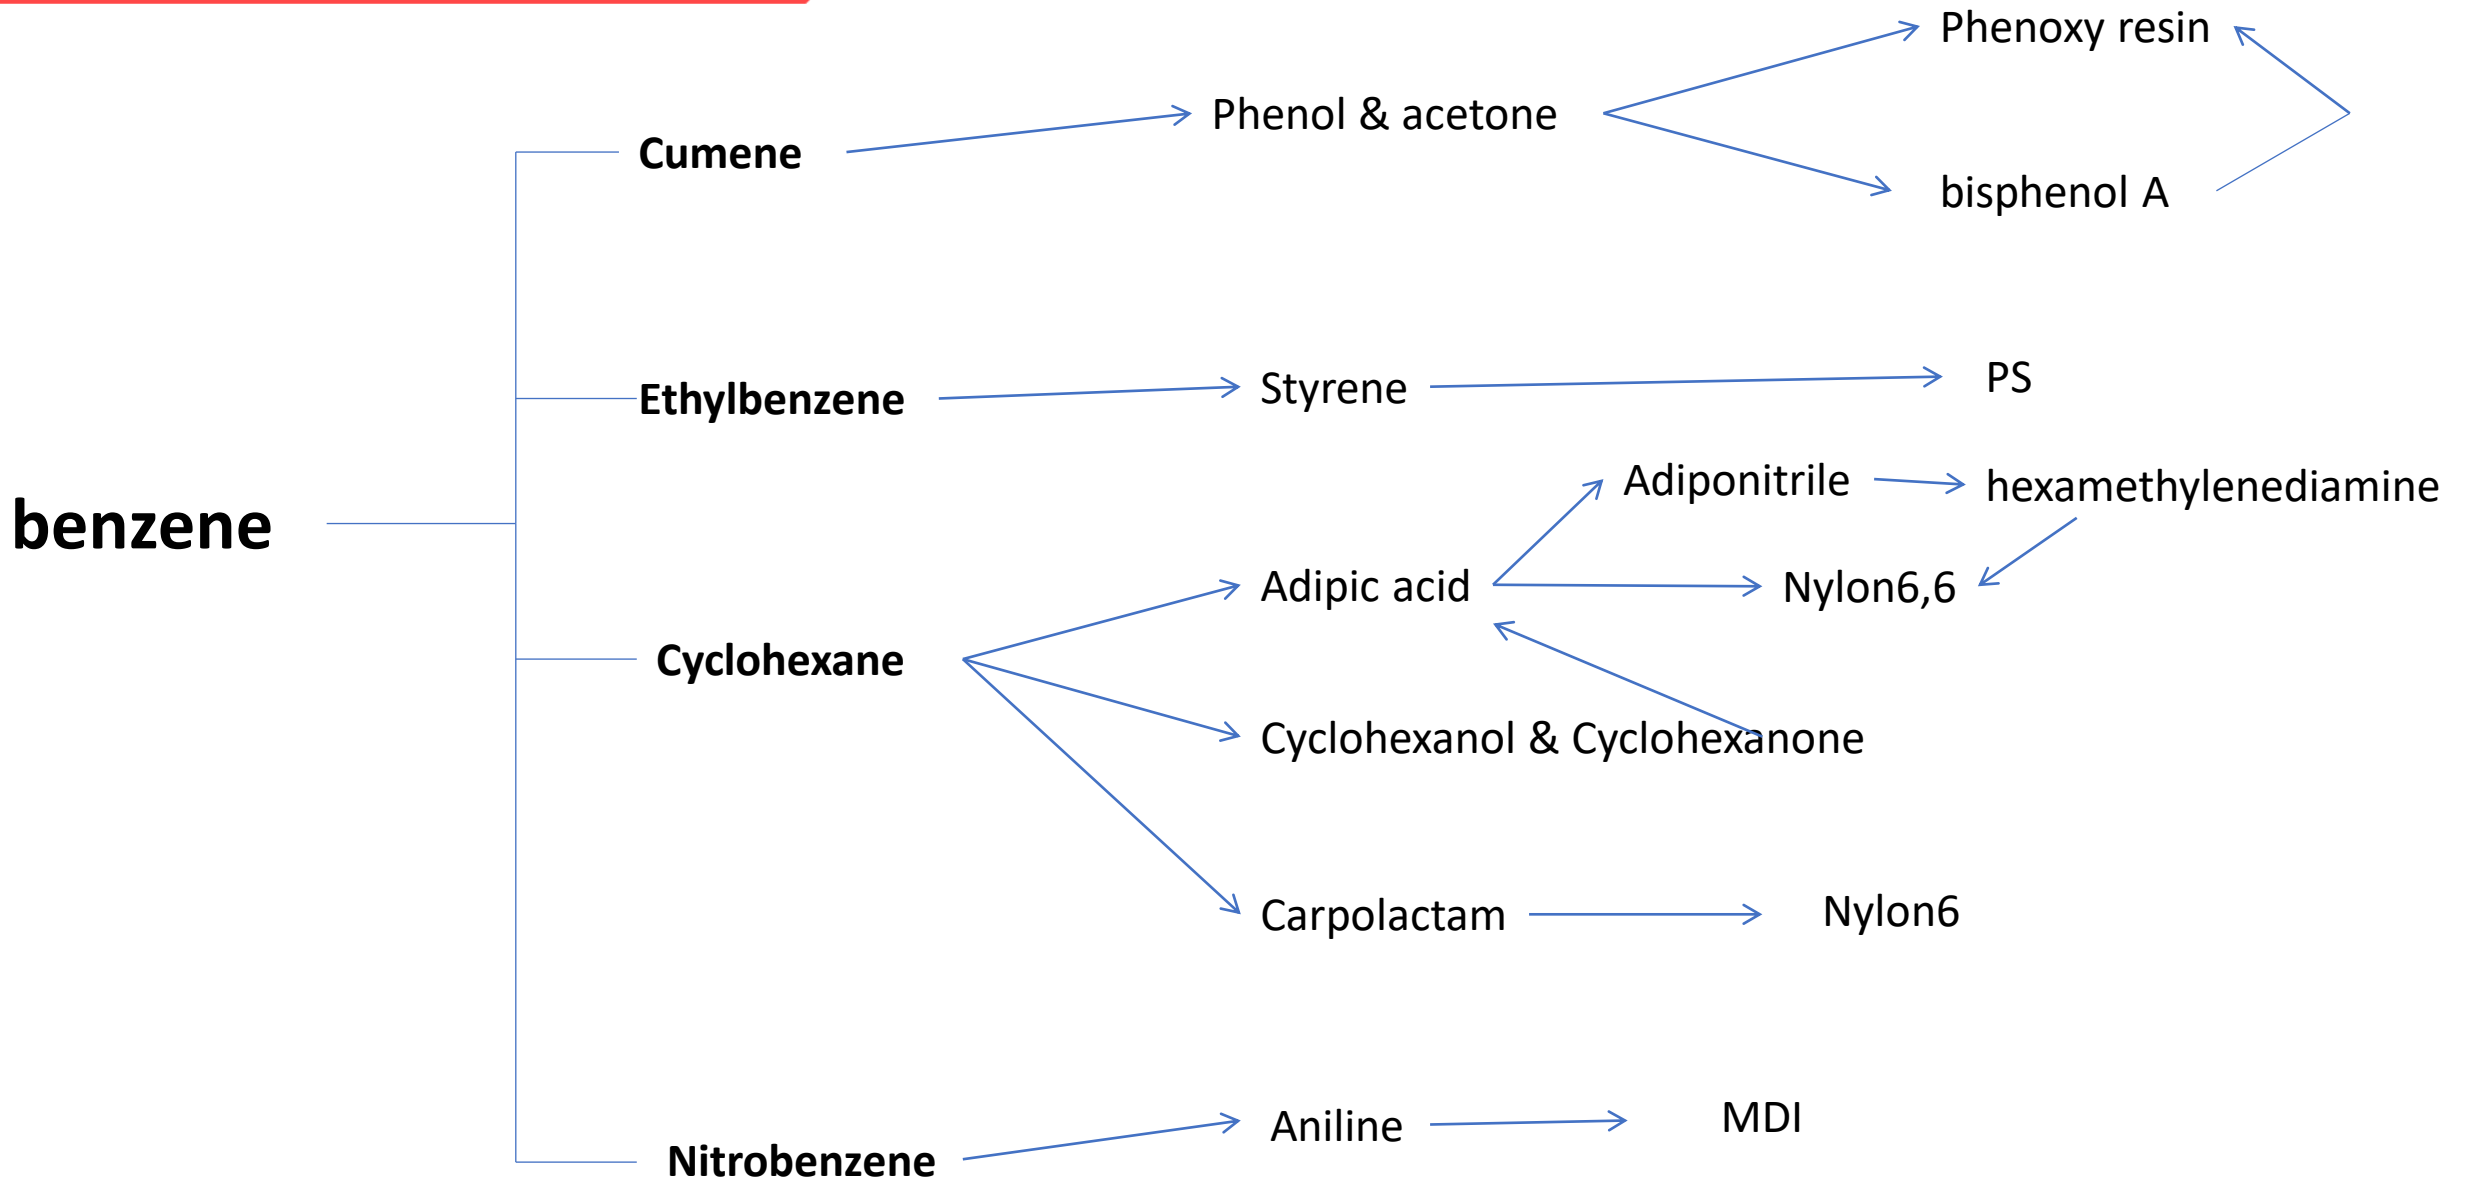 benzene
Cumene
Phenol & acetone
Phenoxy resin
bisphenol A
Ethylbenzene
Styrene
PS
Cyclohexane
Adipic acid
Adiponitrile
hexamethylenediamine
Nylon6,6
Cyclohexanol & Cyclohexanone
Carpolactam
Nylon6
Nitrobenzene
Aniline
MDI